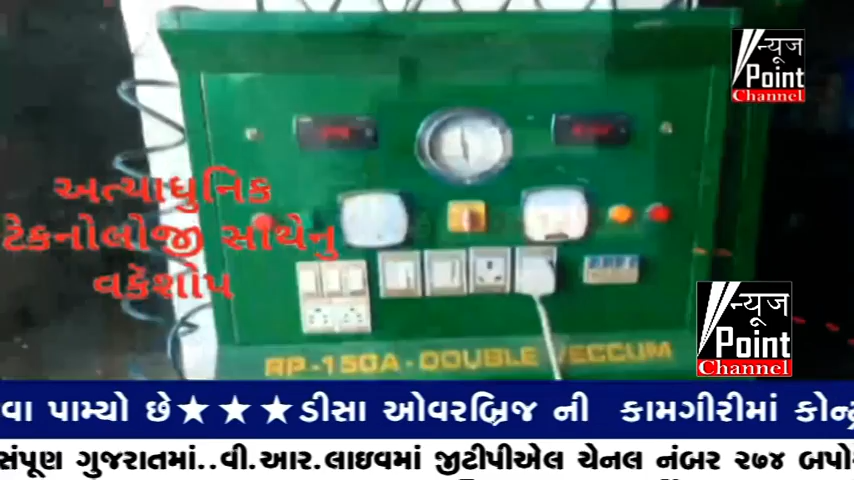 ન્યૂજ
Point
Channel
અત્યાધુનિક
ટેકનોલોજી સાથેનુ
વર્કશોપ
ન્યૂજ
Point
Channel
RP-150A-DOUBLE VECCUM
વા પામ્યો છે★★★ડીસા ઓવરબ્રિજ ની કામગીરીમાં
સંપૂણ ગુજરાતમાં..વી.આર.લાઇવમાં જીટીપીએલ ચેનલ નંબર ૨૭૪